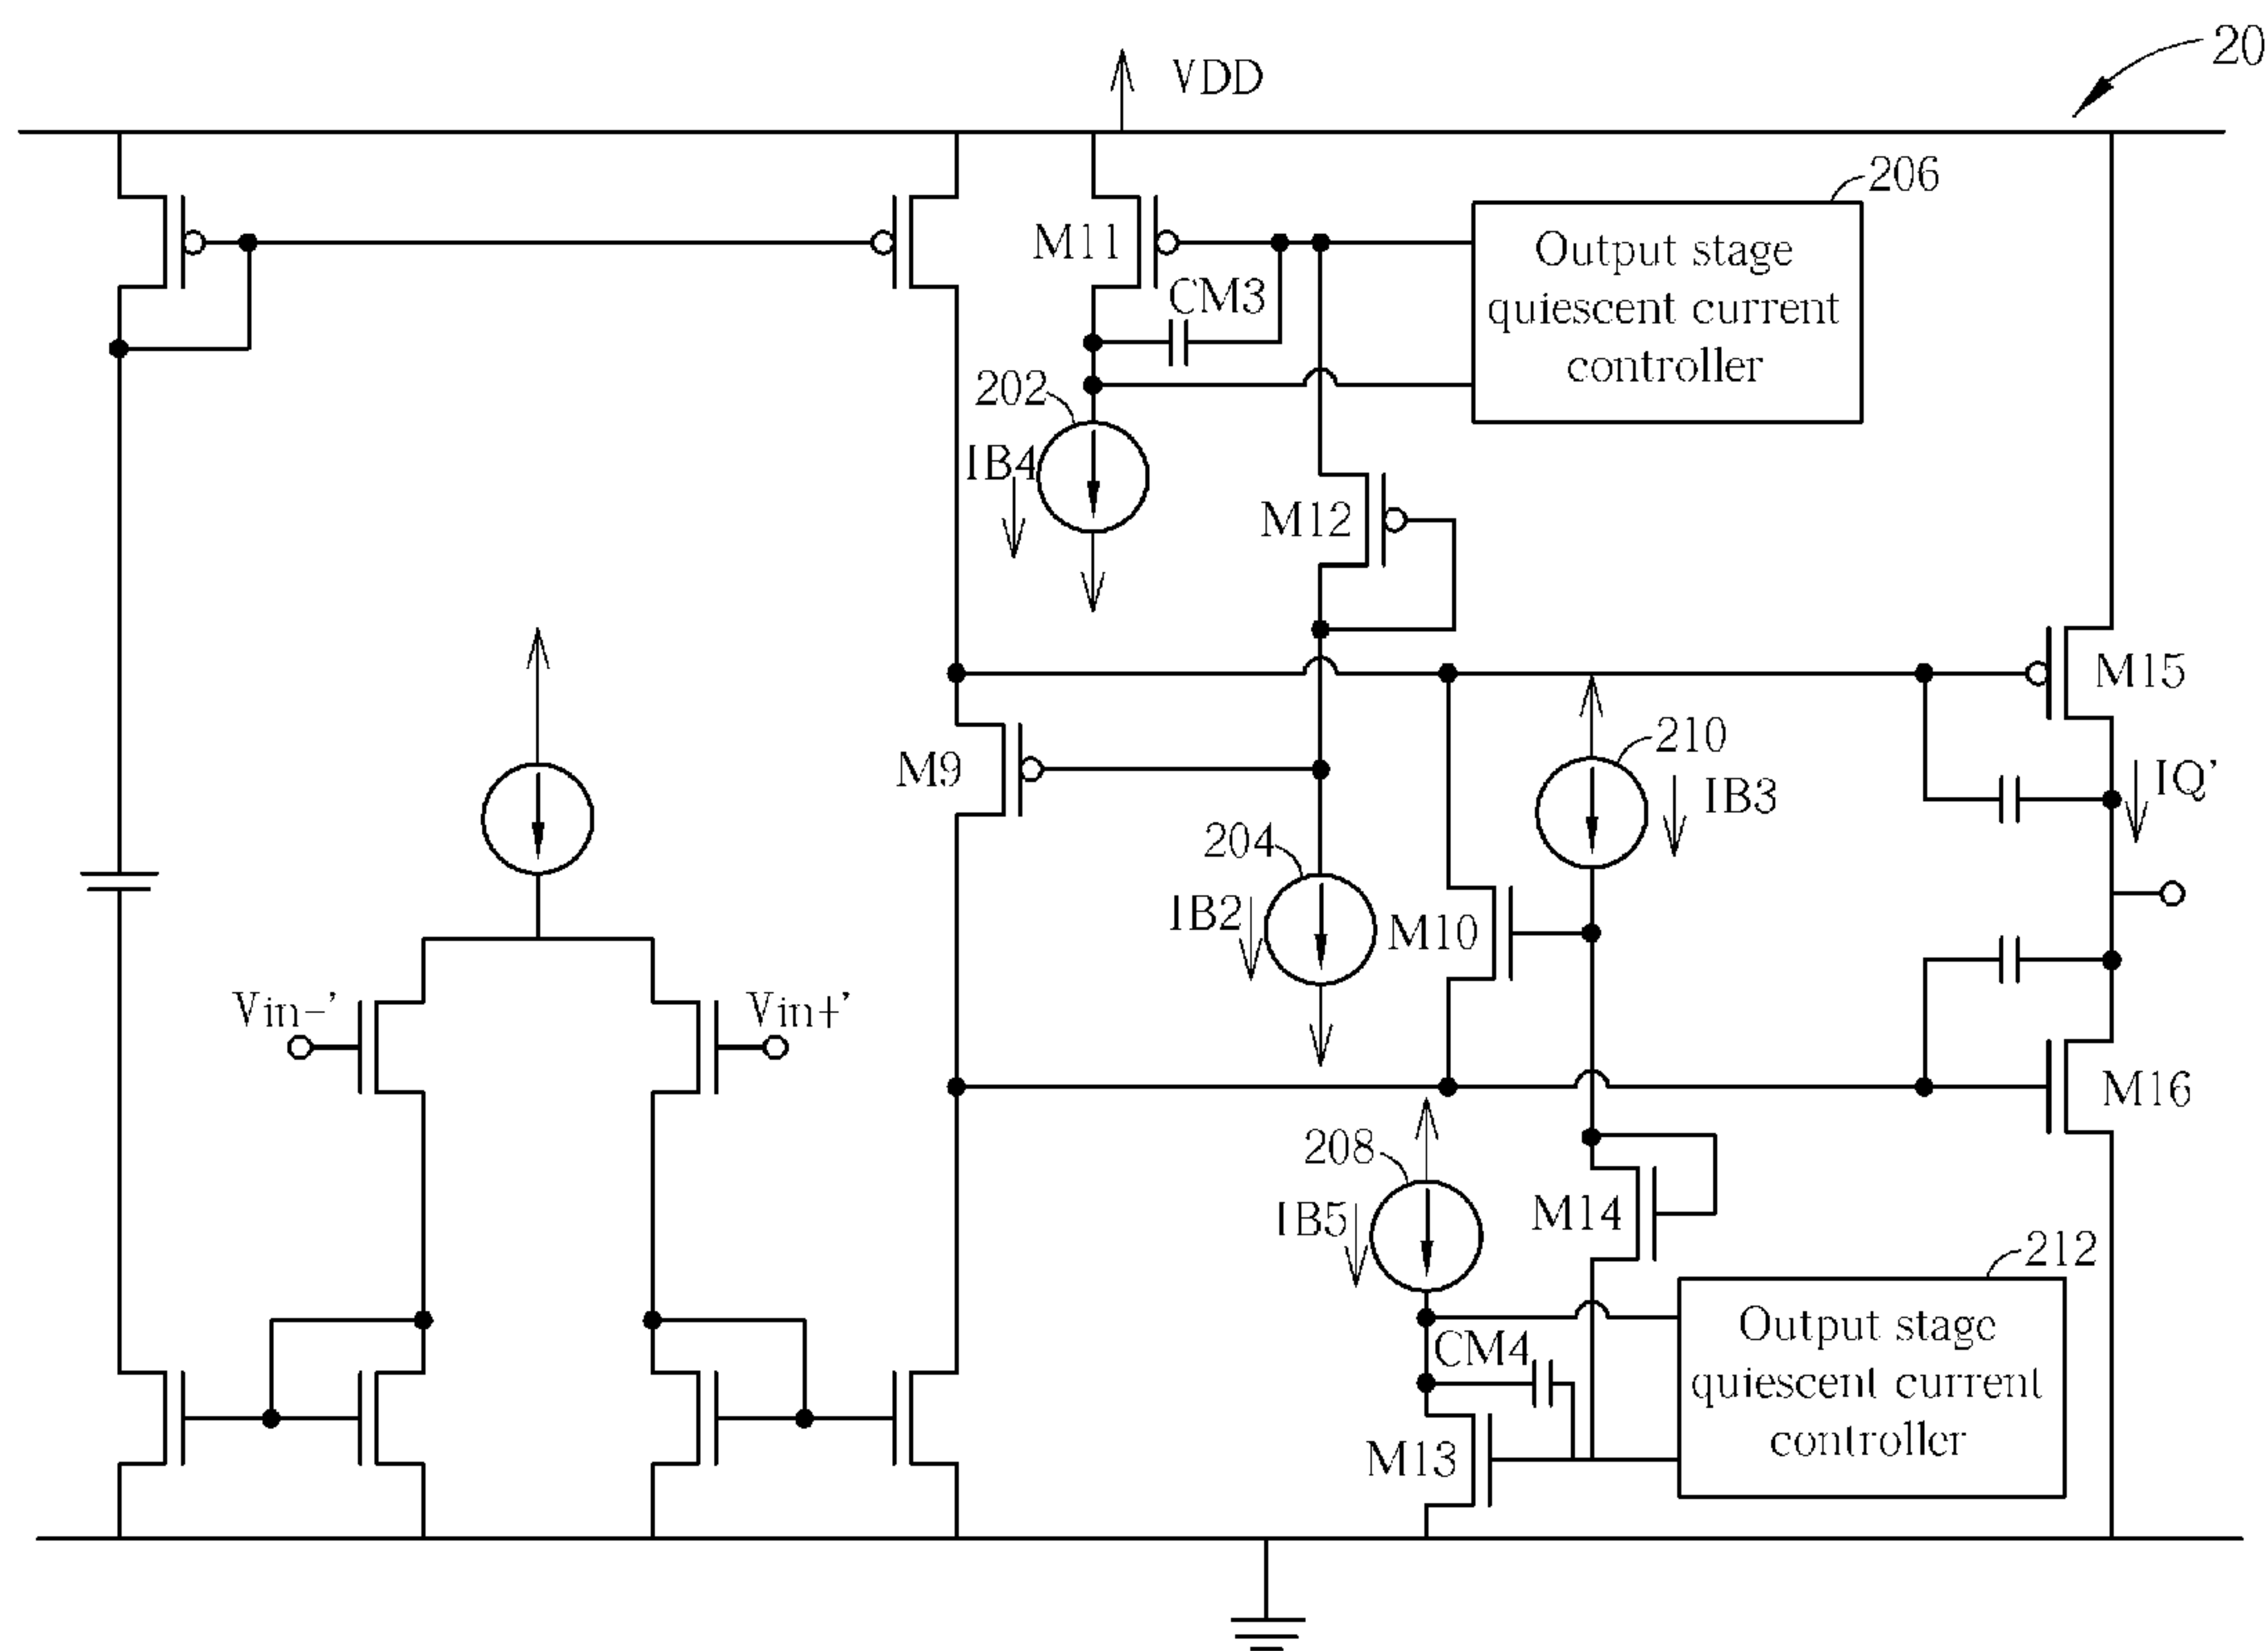 20
VDD
206
M11
Output stage
quiescent current
controller
CM3
202
IB4
M12
M15
210
M9
IB3
IQ'
204
IB2
M10
Vin-'
Vin+'
M16
208
IB5
M14
212
CM4
Output stage
quiescent current
controller
M13